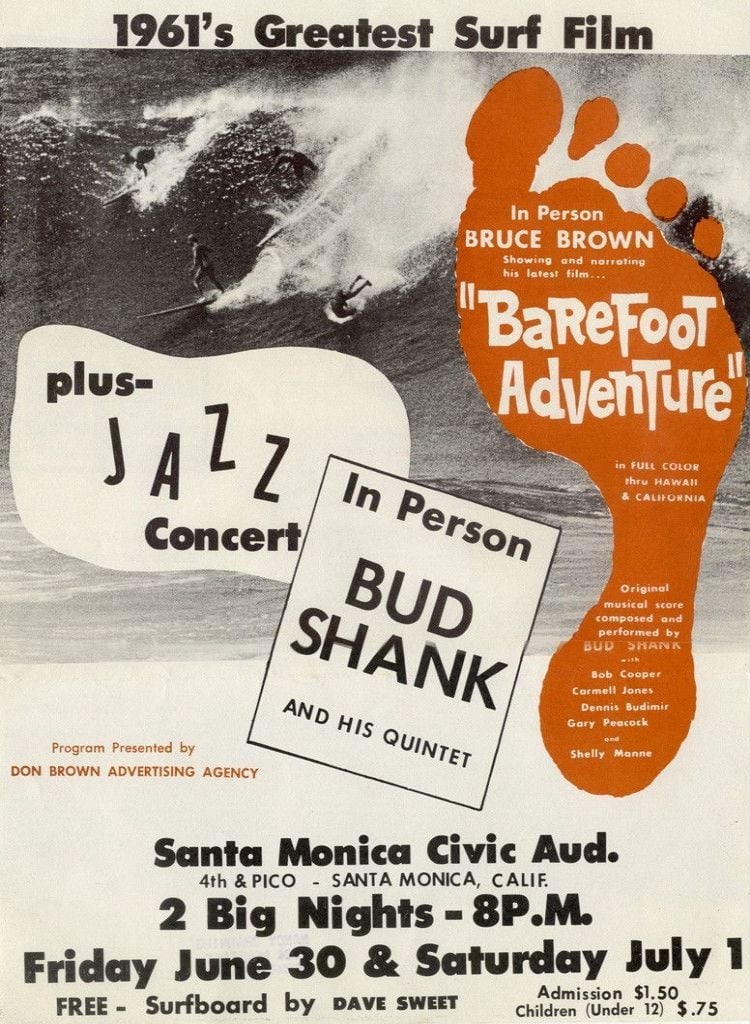 1961's Greatest Surf Film
In Person
BRUCE BROWN
Showing and narrating
his latest film...
"BAREFOOT
ADVENTURE"
in FULL COLOR
thru HAWAII
& CALIFORNIA
plus-
JAZZ
Concert
In Person
BUD
SHANK
AND HIS QUINTET
Original
musical score
composed and
performed by
BUD SHANK
with
Bob Cooper
Carmell Jones
Dennis Budimir
Gary Peacock
and
Shelly Manne
Program Presented by
DON BROWN ADVERTISING AGENCY
Santa Monica Civic Aud.
4th & PICO - SANTA MONICA, CALIF.
2 Big Nights - 8P.M.
Friday June 30 & Saturday July 1
FREE - Surfboard by DAVE SWEET
Admission $1.50
Children (Under 12) $.75